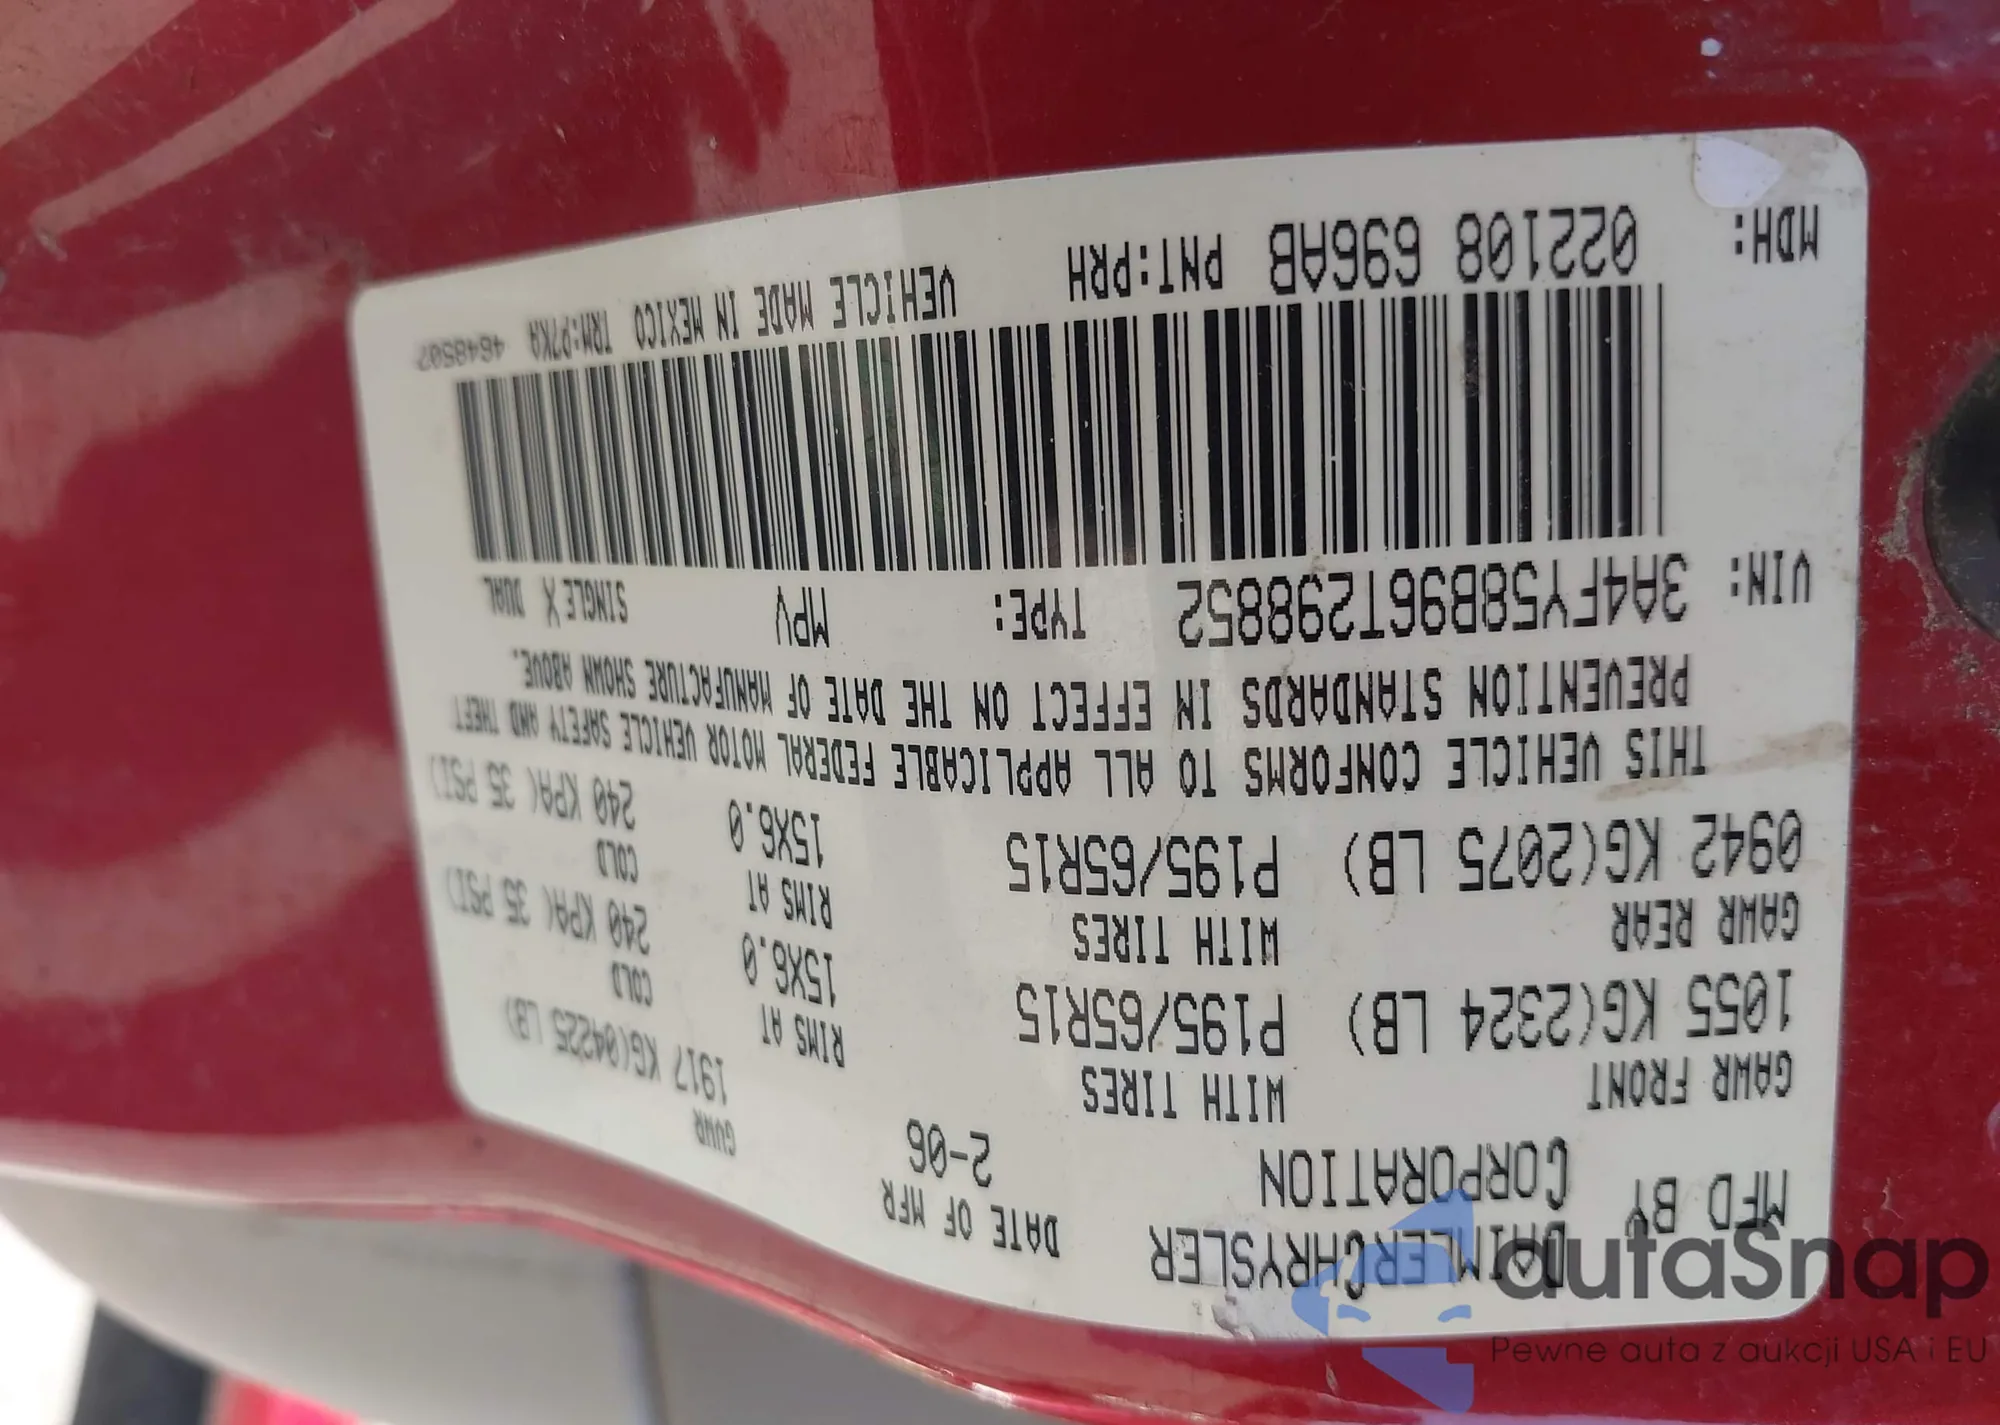 MFD BY DAIMLERCHRYSLER CORPORATION DATE OF MFR 2-06 GVWR 1917 KG(04225 LB)
GAWR FRONT WITH TIRES RIMS AT COLD
1055 KG(2324 LB) P195/65R15 15X6.0 240 KPA( 35 PSI)
GAWR REAR WITH TIRES RIMS AT COLD
0942 KG(2075 LB) P195/65R15 15X6.0 240 KPA( 35 PSI)
THIS VEHICLE CONFORMS TO ALL APPLICABLE FEDERAL MOTOR VEHICLE SAFETY AND THEFT
PREVENTION STANDARDS IN EFFECT ON THE DATE OF MANUFACTURE SHOWN ABOVE.
VIN: 3A4FY58B96T298852 TYPE: MPV SINGLE X DUAL
MDH: 022108 696AB PNT:PRH VEHICLE MADE IN MEXICO TRM:P7K9 4648507
autaSnap
Pewne auta z aukcji USA i EU